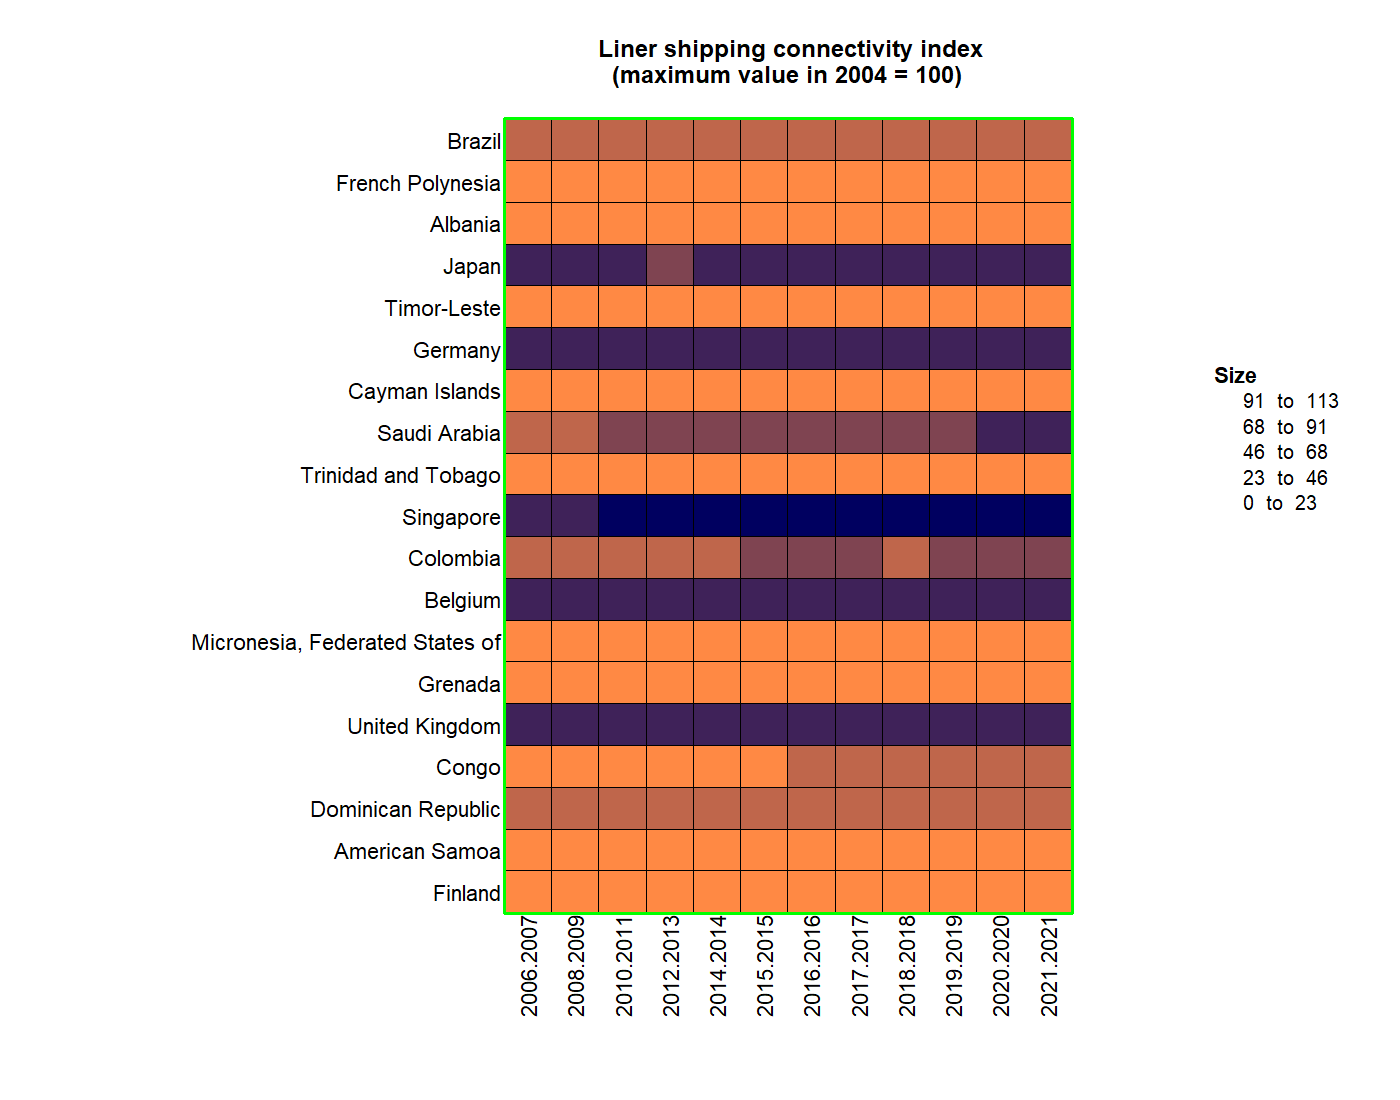 Liner shipping connectivity index
(maximum value in 2004 = 100)
Brazil
French Polynesia
Albania
Japan
Timor-Leste
Germany
Cayman Islands
Saudi Arabia
Trinidad and Tobago
Singapore
Colombia
Belgium
Micronesia, Federated States of
Grenada
United Kingdom
Congo
Dominican Republic
American Samoa
Finland
2006.2007
2008.2009
2010.2011
2012.2013
2014.2014
2015.2015
2016.2016
2017.2017
2018.2018
2019.2019
2020.2020
2021.2021
Size
91 to 113
68 to 91
46 to 68
23 to 46
0 to 23